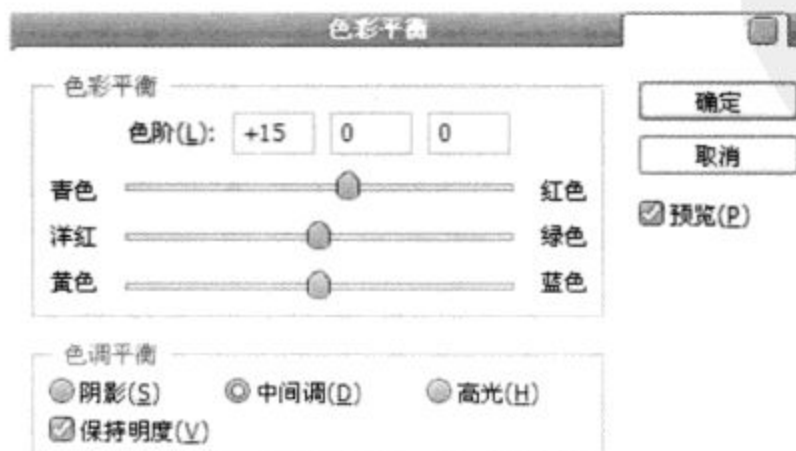 色彩平衡
色彩平衡
色阶(L): +15 0 0
确定
取消
青色 红色
预览(P)
洋红 绿色
黄色 蓝色
色调平衡
阴影(S) 中间调(D) 高光(H)
保持明度(V)